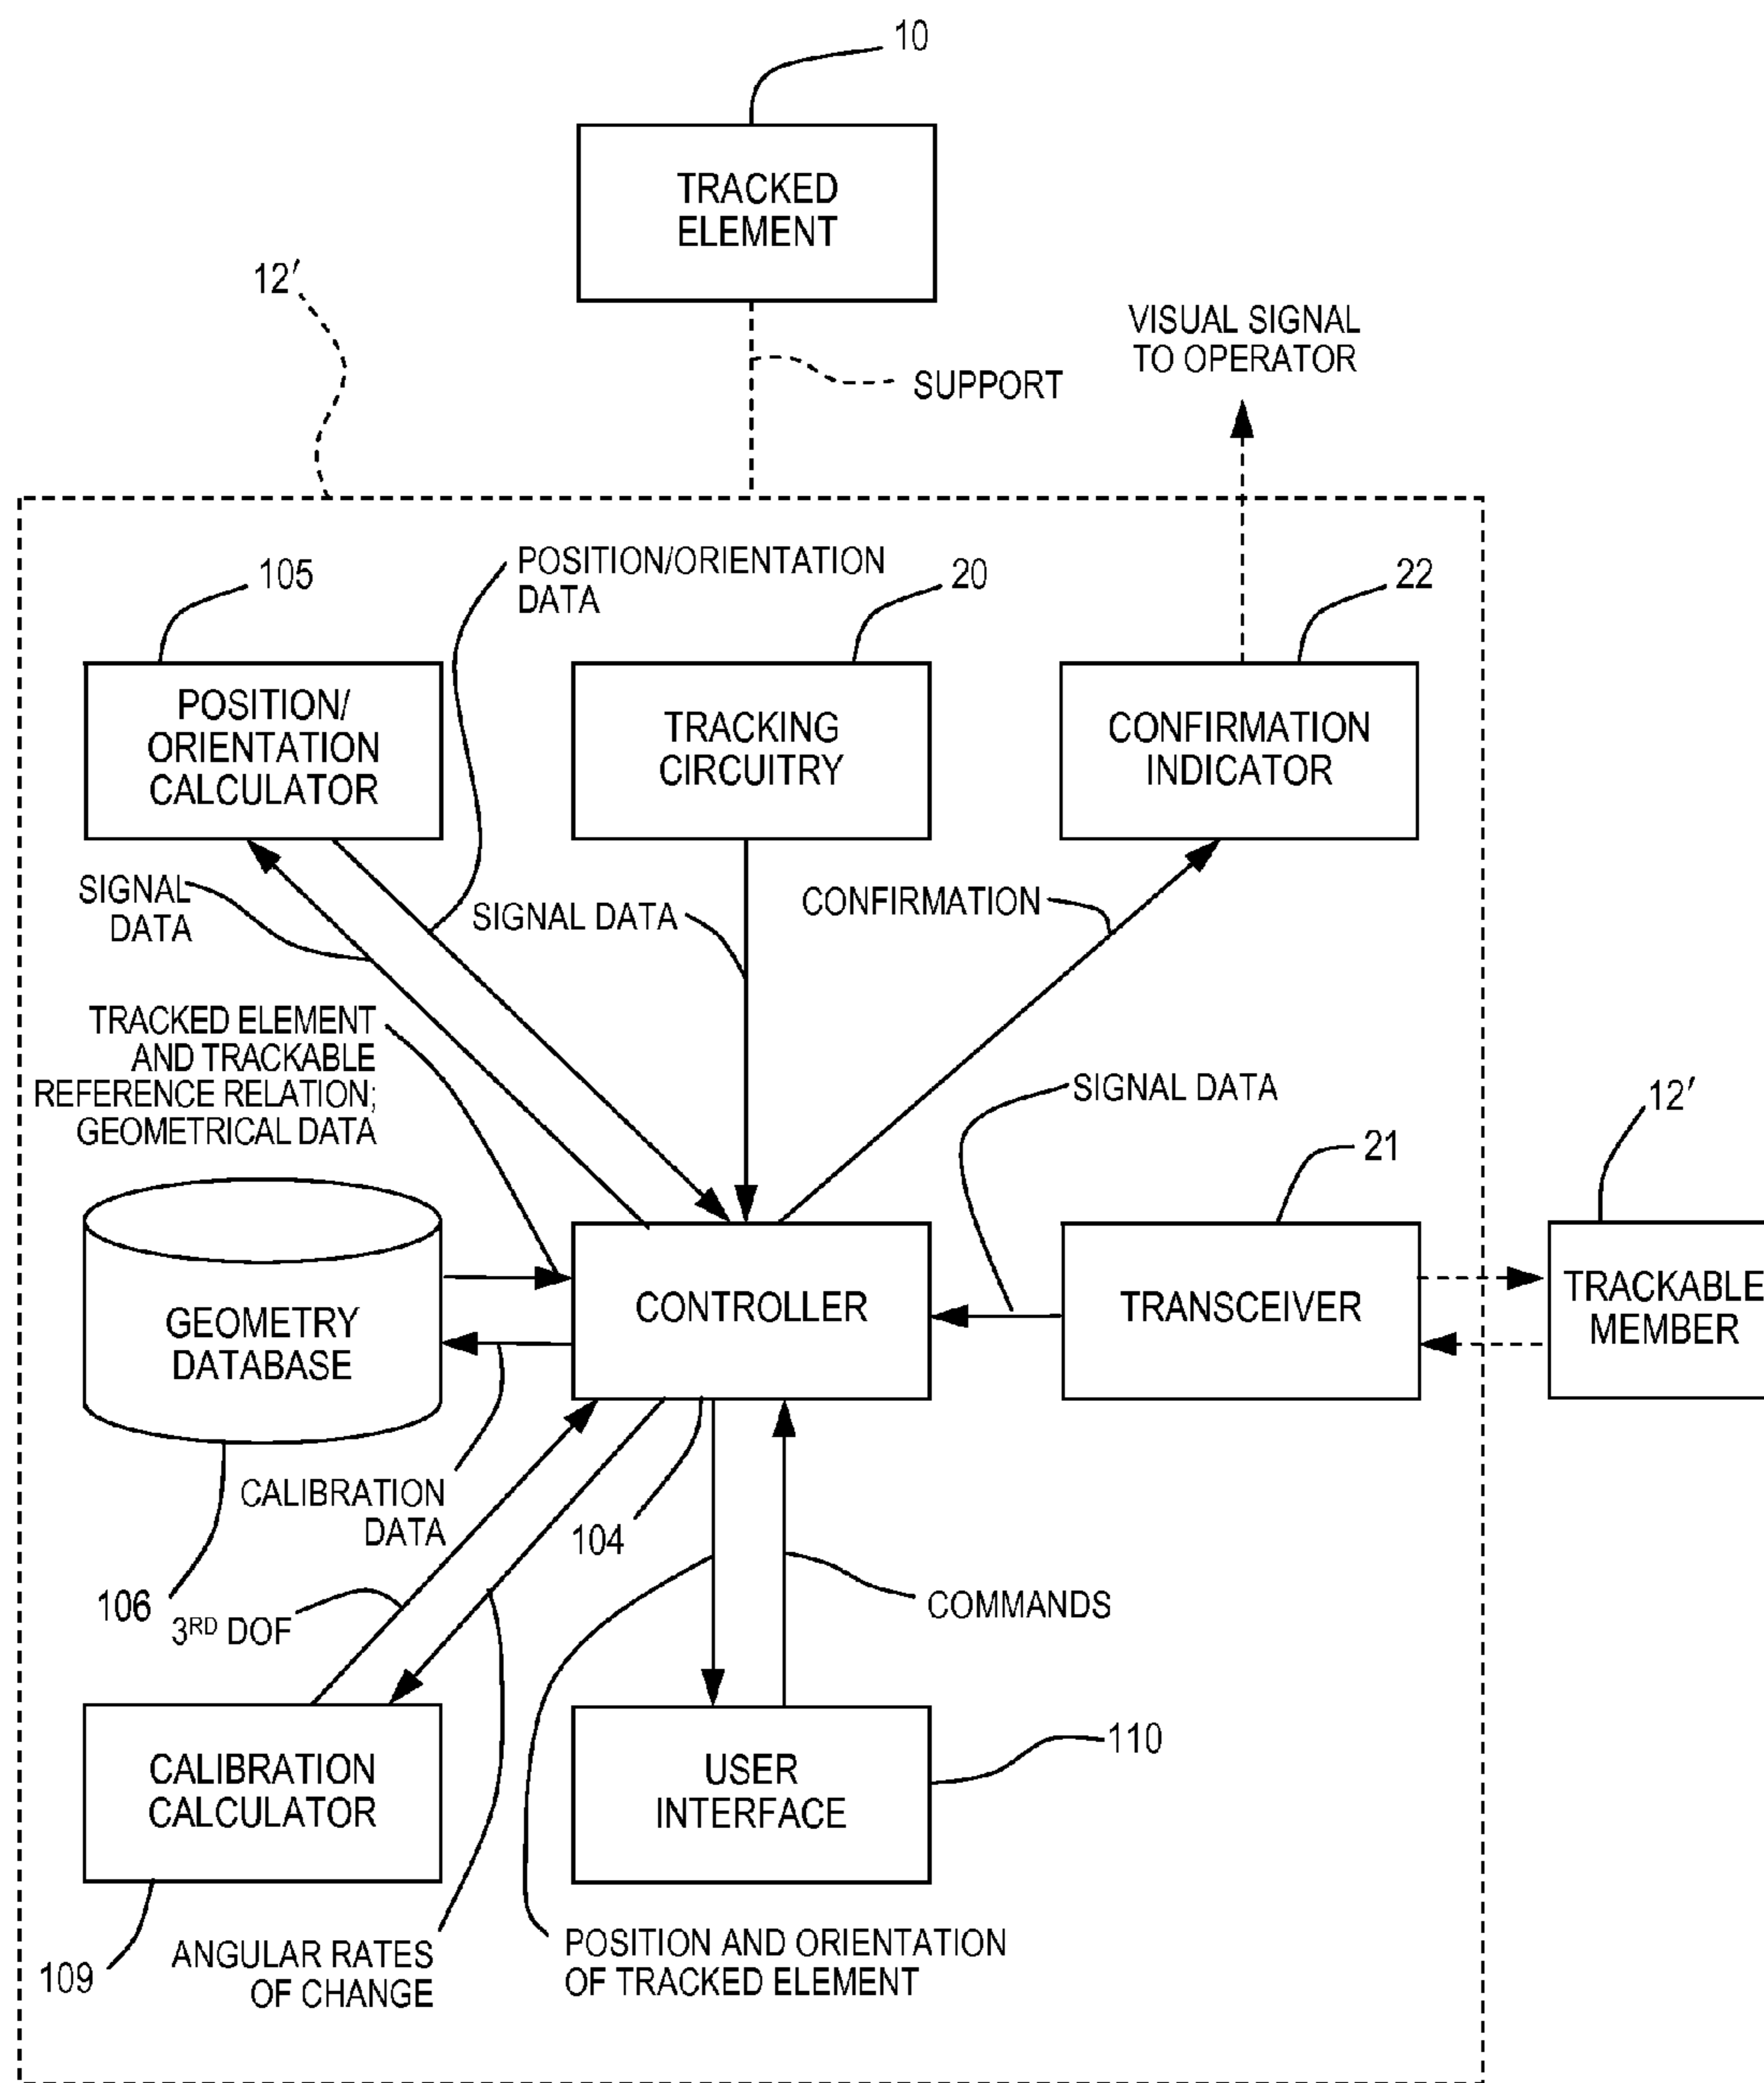 10
TRACKED
ELEMENT
12′
VISUAL SIGNAL
TO OPERATOR
SUPPORT
105
POSITION/ORIENTATION
DATA
20
22
POSITION/
ORIENTATION
CALCULATOR
TRACKING
CIRCUITRY
CONFIRMATION
INDICATOR
SIGNAL
DATA
SIGNAL DATA
CONFIRMATION
TRACKED ELEMENT
AND TRACKABLE
REFERENCE RELATION;
GEOMETRICAL DATA
SIGNAL DATA
12′
21
GEOMETRY
DATABASE
CONTROLLER
TRANSCEIVER
TRACKABLE
MEMBER
CALIBRATION
DATA
104
106
3RD DOF
COMMANDS
CALIBRATION
CALCULATOR
USER
INTERFACE
110
109
ANGULAR RATES
OF CHANGE
POSITION AND ORIENTATION
OF TRACKED ELEMENT